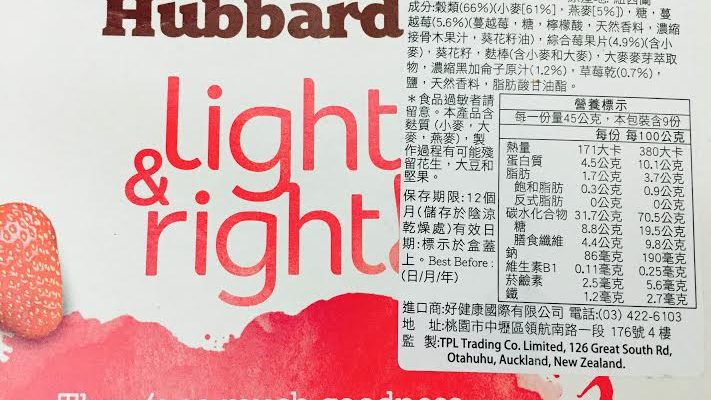 Hubbard
light
&
right!
成分:穀類(66%)(小麥[61%]﹐燕麥[5%])﹐糖﹐蔓
越莓(5.6%)(蔓越莓﹐糖﹐檸檬酸﹐天然香料﹐濃縮
接骨木果汁﹐葵花籽油)﹐綜合莓果片(4.9%)(含小
麥)﹐葵花籽﹐麩棒(含小麥和大麥)﹐大麥麥芽萃取
物﹐濃縮黑加侖子原汁(1.2%)﹐草莓乾(0.7%)﹐
鹽﹐天然香料﹐脂肪酸甘油酯。
＊食品過敏者請
留意。本產品含
麩質(小麥﹐大
麥﹐燕麥)﹐製
作過程有可能殘
留花生﹐大豆和
堅果。
保存期限:12個
月(儲存於陰涼
乾燥處)有效日
期:標示於盒蓋
上。Best Before :
(日/月/年)
營養標示
每一份量45公克﹐本包裝含9份
每份 每100公克
熱量 171大卡 380大卡
蛋白質 4.5公克 10.1公克
脂肪 1.7公克 3.7公克
飽和脂肪 0.3公克 0.9公克
反式脂肪 0公克 0公克
碳水化合物 31.7公克 70.5公克
糖 8.8公克 19.5公克
膳食纖維 4.4公克 9.8公克
鈉 86毫克 190毫克
維生素B1 0.11毫克 0.25毫克
菸鹼素 2.5毫克 5.6毫克
鐵 1.2毫克 2.7毫克
進口商:好健康國際有限公司 電話:(03) 422-6103
地 址:桃園市中壢區領航南路一段 176號4樓
監 製:TPL Trading Co. Limited, 126 Great South Rd,
Otahuhu, Auckland, New Zealand.